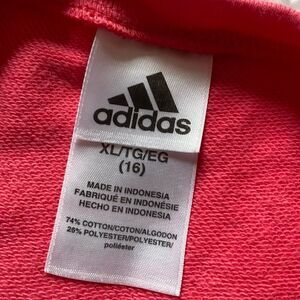 adidas
XL/TG/EG
(16)
MADE IN INDONESIA
FABRIQUÉ EN INDONÉSIE
HECHO EN INDONESIA
74% COTTON/COTON/ALGODON
26% POLYESTER/POLYESTER/
poliéster